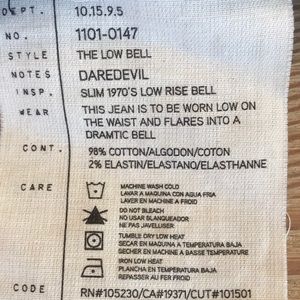 DEPT. 10.15.9.5
NO. 1101-0147
STYLE THE LOW BELL
NOTES DAREDEVIL
INSP. SLIM 1970'S LOW RISE BELL
WEAR THIS JEAN IS TO BE WORN LOW ON
THE WAIST AND FLARES INTO A
DRAMTIC BELL
CONT. 98% COTTON/ALGODON/COTON
2% ELASTIN/ELASTANO/ELASTHANNE
CARE MACHINE WASH COLD
LAVAR A MAQUINA CON AGUA FRIA
LAVER EN MACHINE A FROID
DO NOT BLEACH
NO USAR BLANQUEADOR
NE PAS JAVELLISER
TUMBLE DRY LOW HEAT
SECAR EN MAQUINA A TEMPERATURA BAJA
SECHER EN MACHINE A BASSE TEMPERATURE
IRON LOW HEAT
PLANCHA EN TEMPERATURA BAJA
REPASSER AU FER FROID
CODE RN#105230/CA#19371/CUT#101501